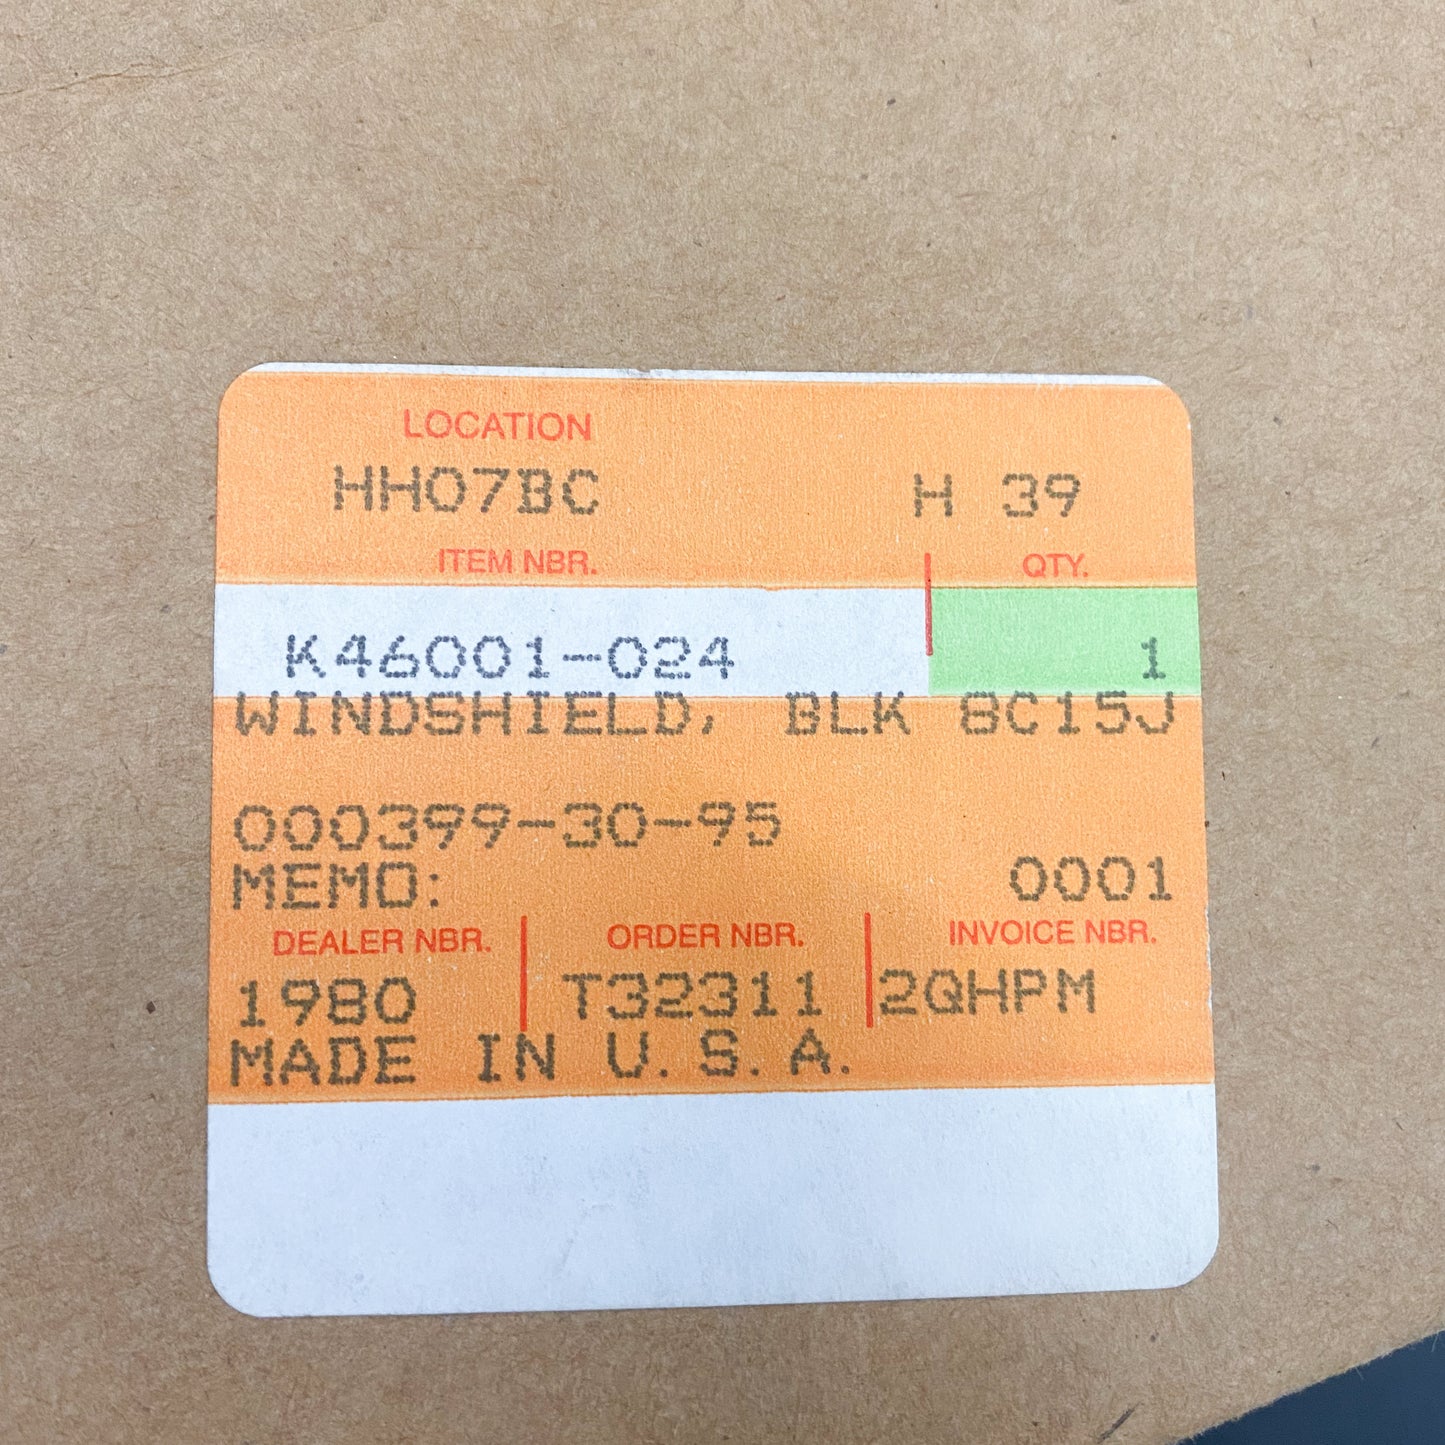 LOCATION
HH07BC H 39
ITEM NBR. QTY.
K46001-024 1
WINDSHIELD, BLK 8C15J
000399-30-95
MEMO: 0001
DEALER NBR. ORDER NBR. INVOICE NBR.
1980 T32311 2QHPM
MADE IN U.S.A.